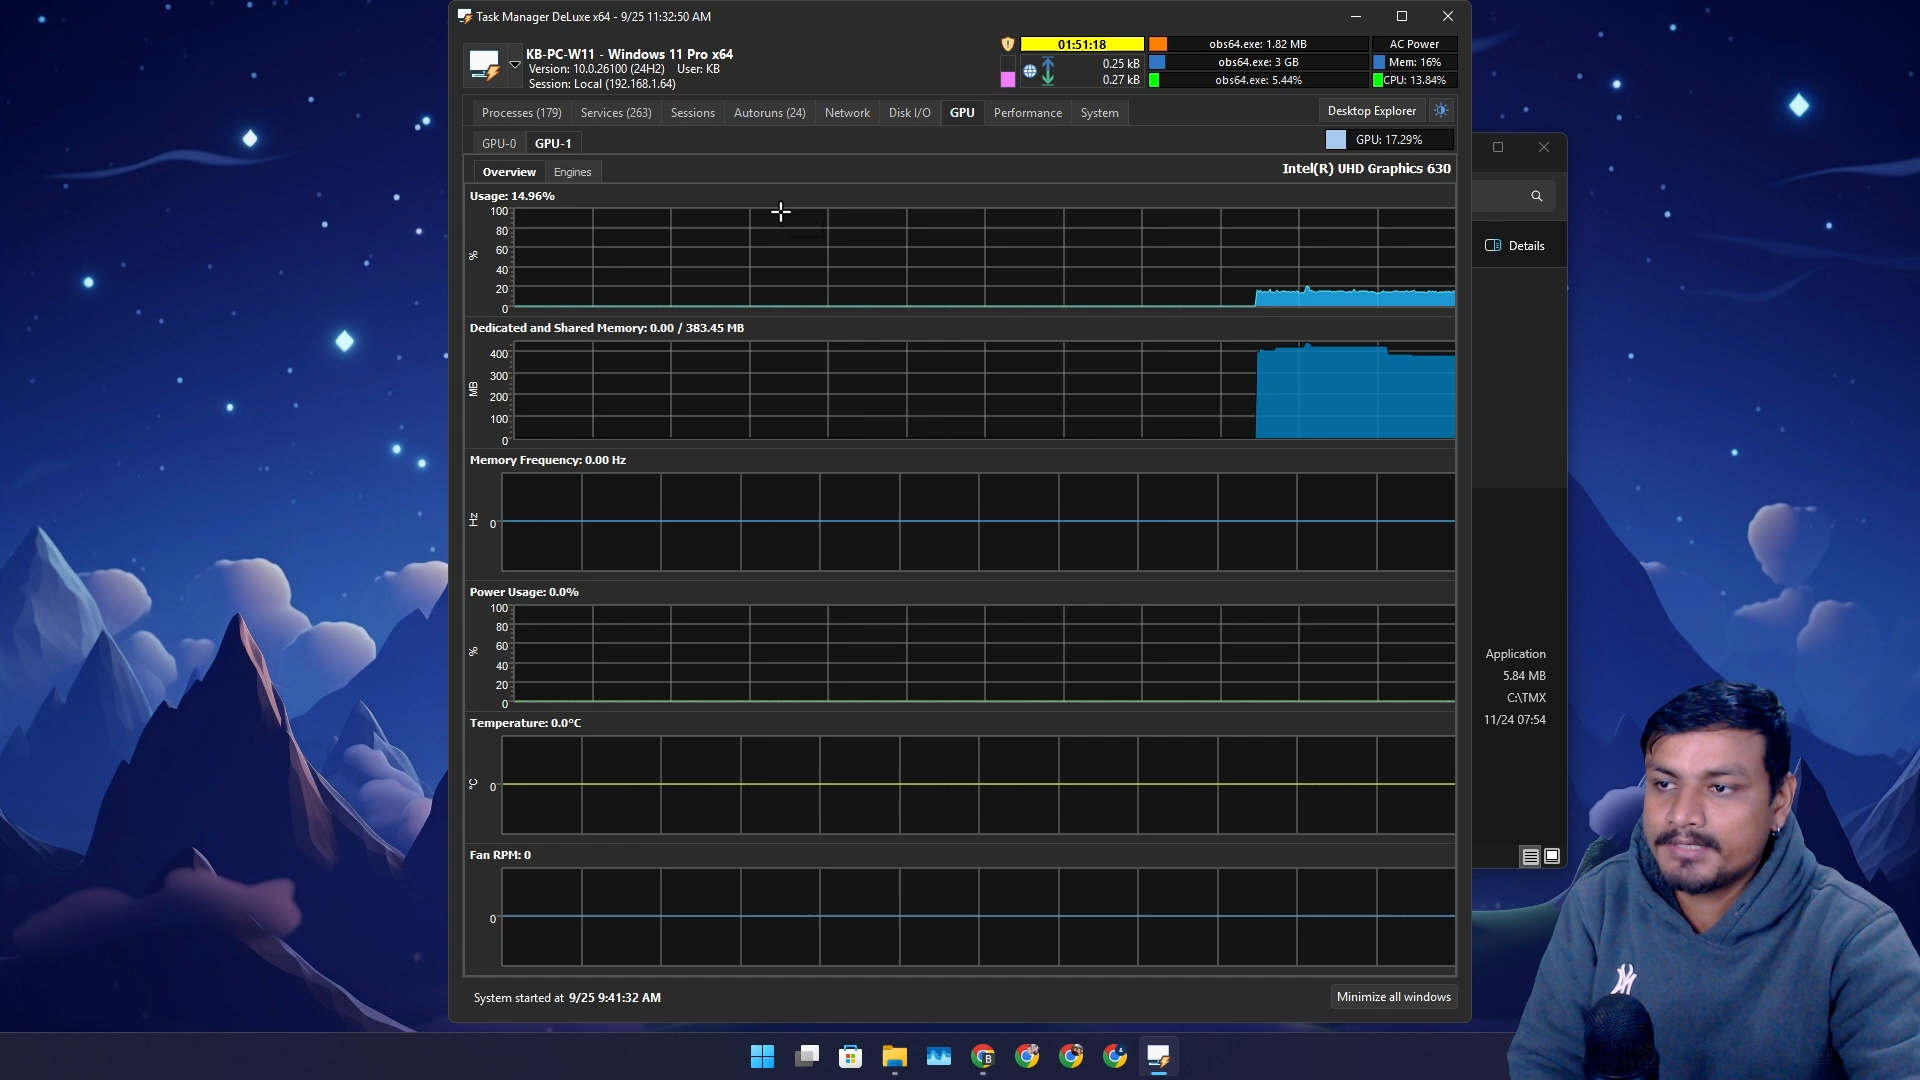 Task Manager DeLuxe x64 - 9/25 11:32:50 AM
KB-PC-W11 - Windows 11 Pro x64
Version: 10.0.26100 (24H2) User: KB
Session: Local (192.168.1.64)
01:51:18
obs64.exe: 1.82 MB
AC Power
0.25 kB
obs64.exe: 3 GB
Mem: 16%
0.27 kB
obs64.exe: 5.44%
CPU: 13.84%
Processes (179) Services (263) Sessions Autoruns (24) Network Disk I/O GPU Performance System
Desktop Explorer
GPU-0 GPU-1
GPU: 17.29%
Overview Engines
Intel(R) UHD Graphics 630
Usage: 14.96%
100
80
60
40
20
0
%
Dedicated and Shared Memory: 0.00 / 383.45 MB
400
300
200
100
0
MB
Memory Frequency: 0.00 Hz
Hz
0
Power Usage: 0.0%
100
80
60
40
20
0
%
Temperature: 0.0°C
°C
0
Fan RPM: 0
0
System started at 9/25 9:41:32 AM
Minimize all windows
Details
Application
5.84 MB
C:\TMX
11/24 07:54
B